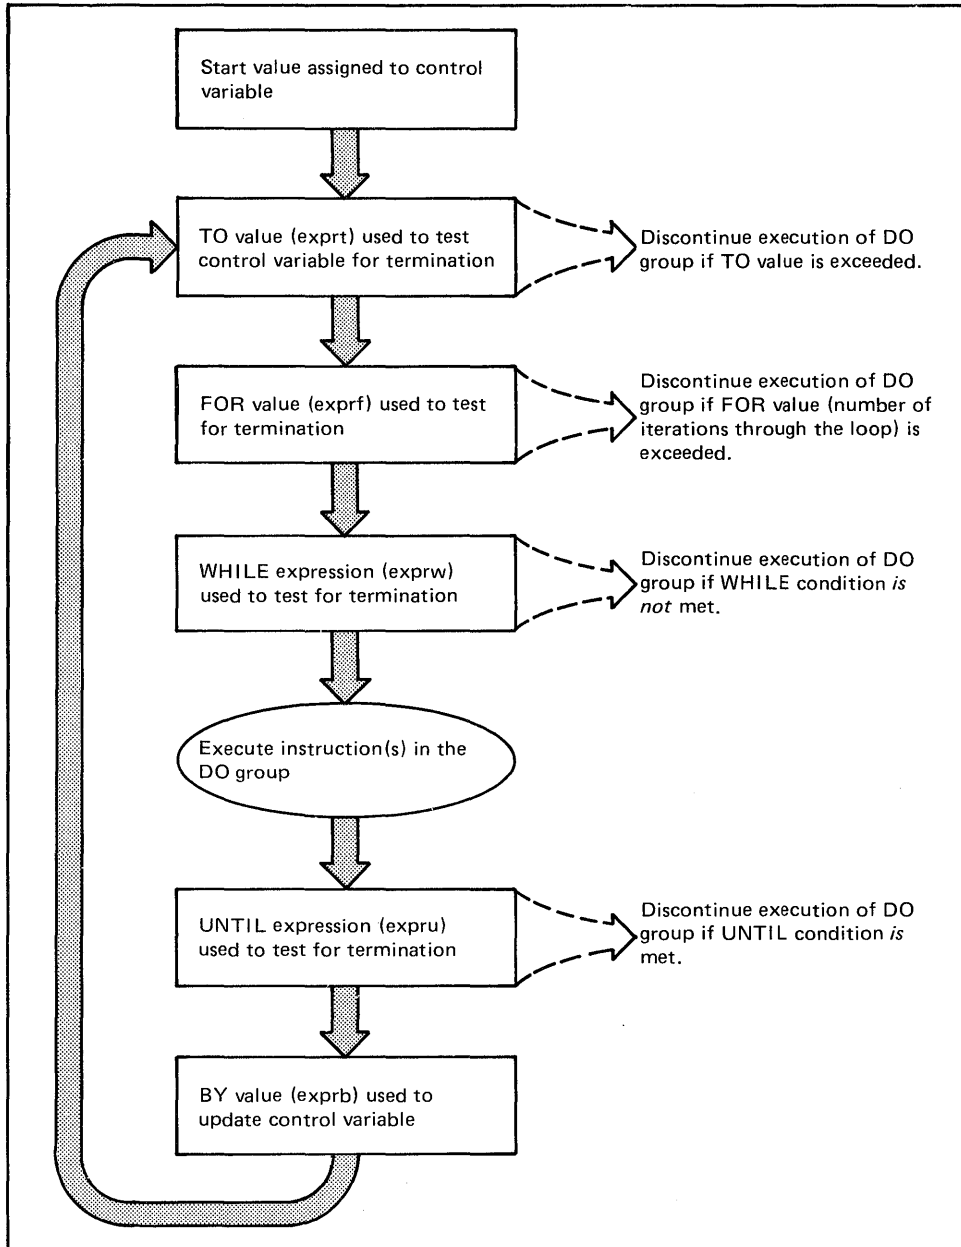 Start value assigned to control
variable
TO value (exprt) used to test
control variable for termination
Discontinue execution of DO
group if TO value is exceeded.
FOR value (exprf) used to test
for termination
Discontinue execution of DO
group if FOR value (number of
iterations through the loop) is
exceeded.
WHILE expression (exprw)
used to test for termination
Discontinue execution of DO
group if WHILE condition is
not met.
Execute instruction(s) in the
DO group
UNTIL expression (expru)
used to test for termination
Discontinue execution of DO
group if UNTIL condition is
met.
BY value (exprb) used to
update control variable